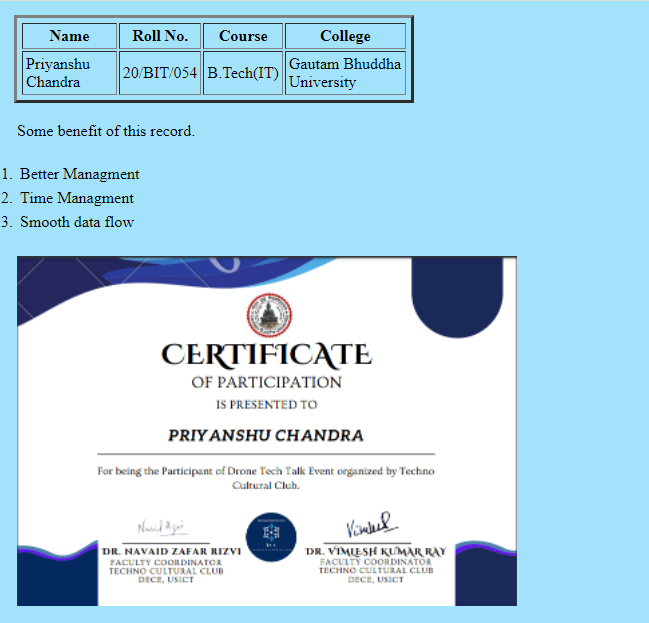 Name Roll No. Course College
Priyanshu Chandra 20/BIT/054 B.Tech(IT) Gautam Bhuddha University
Some benefit of this record.
1. Better Managment
2. Time Managment
3. Smooth data flow
CERTIFICATE
OF PARTICIPATION
IS PRESENTED TO
PRIYANSHU CHANDRA
For being the Participant of Drone Tech Talk Event organized by Techno
Cultural Club.
DR. NAVAID ZAFAR RIZVI
FACULTY COORDINATOR
TECHNO CULTURAL CLUB
DECE, USICT
DR. VIMLESH KUMAR RAY
FACULTY COORDINATOR
TECHNO CULTURAL CLUB
DECE, USICT